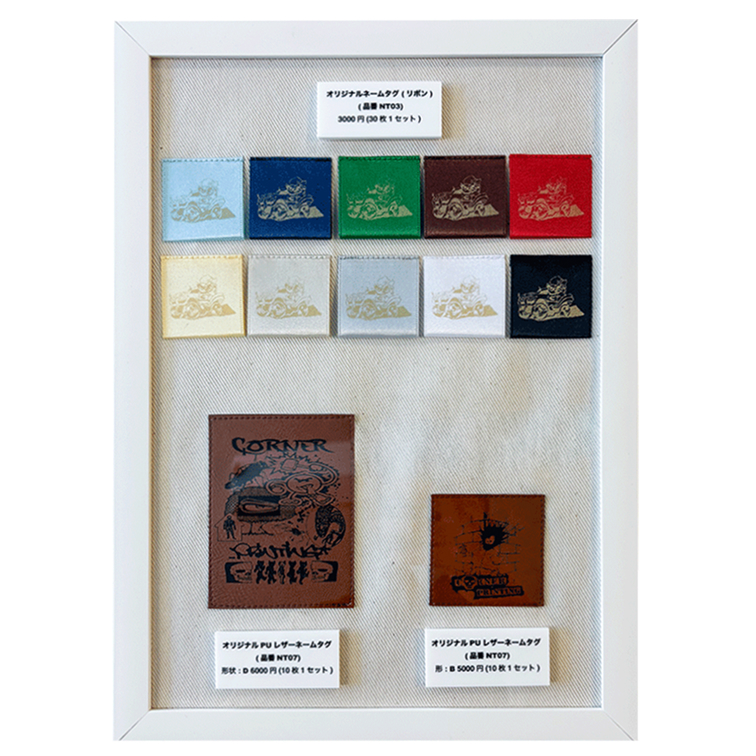 オリジナルネームタグ ( リボン )
( 品番 NT03)
3000 円 (30 枚 1 セット )
CORNER
PRINTING
CORNER
PRINTING
オリジナル PU レザーネームタグ
( 品番 NT07)
形状 : D 6000 円 (10 枚 1 セット )
オリジナル PU レザーネームタグ
( 品番 NT07)
形 : B 5000 円 (10 枚 1 セット )